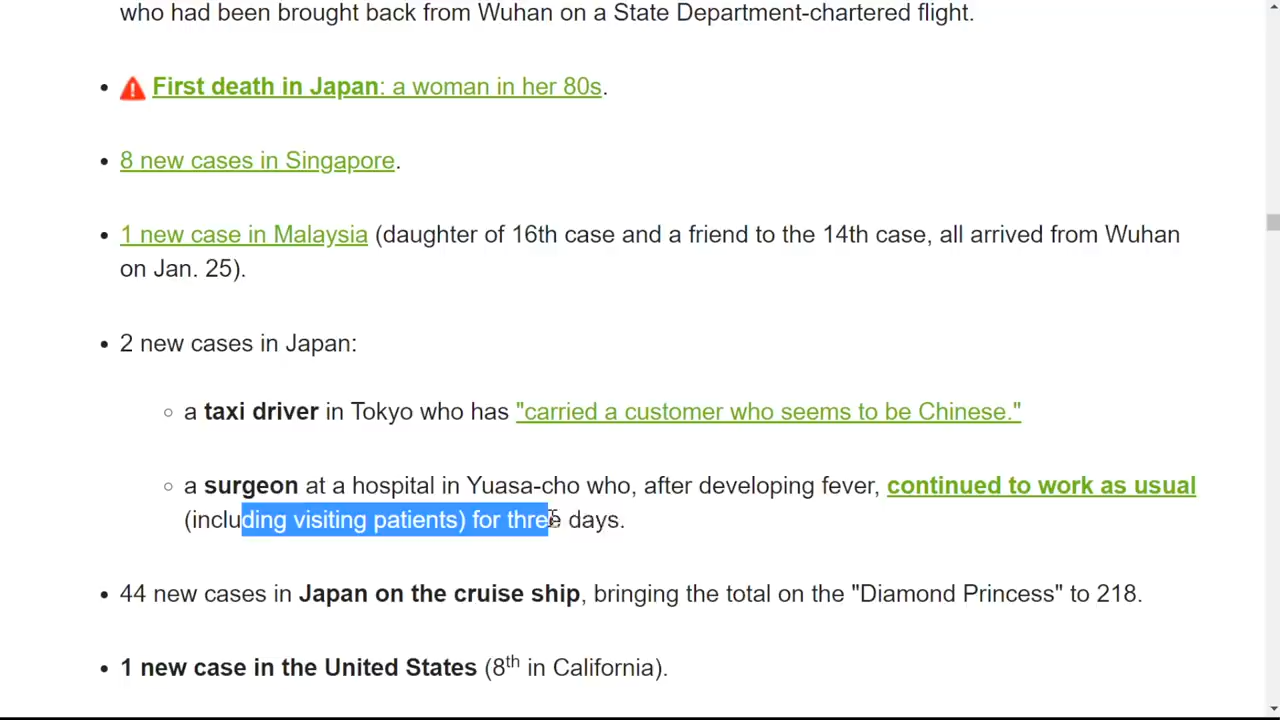 who had been brought back from Wuhan on a State Department-chartered flight.
First death in Japan: a woman in her 80s.
8 new cases in Singapore.
1 new case in Malaysia (daughter of 16th case and a friend to the 14th case, all arrived from Wuhan
on Jan. 25).
2 new cases in Japan:
a taxi driver in Tokyo who has "carried a customer who seems to be Chinese."
a surgeon at a hospital in Yuasa-cho who, after developing fever, continued to work as usual
(including visiting patients) for three days.
44 new cases in Japan on the cruise ship, bringing the total on the "Diamond Princess" to 218.
1 new case in the United States (8th in California).